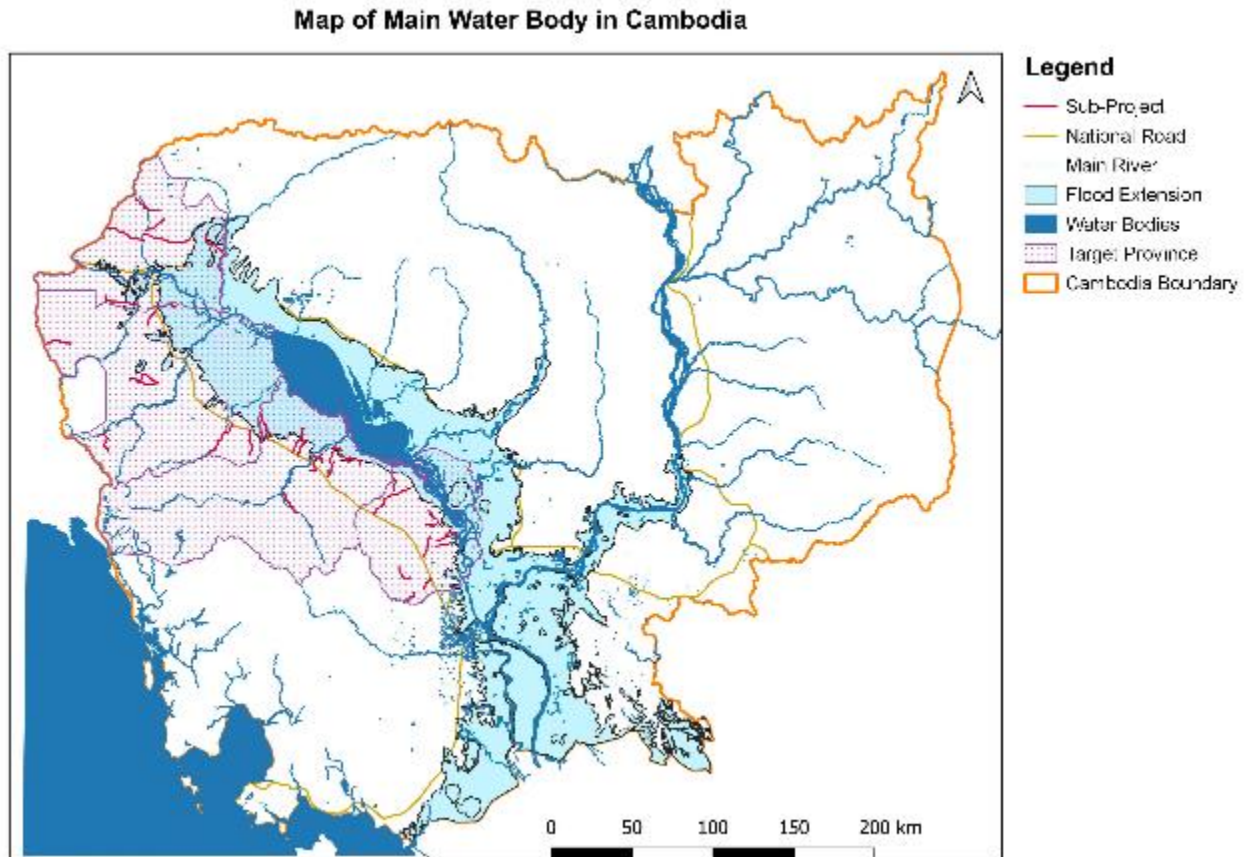 Map of Main Water Body in Cambodia
Legend
Sub-Project
National Road
Main River
Flood Extension
Water Bodies
Target Province
Cambodia Boundary
0 50 100 150 200 km